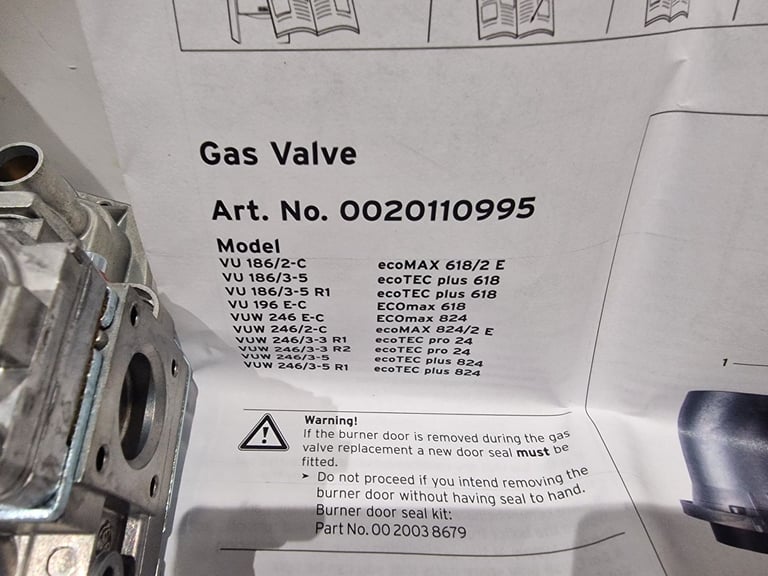 Gas Valve
Art. No. 0020110995
Model
VU 186/2-C ecoMAX 618/2 E
VU 186/3-5 ecoTEC plus 618
VU 186/3-5 R1 ecoTEC plus 618
VU 196 E-C ECOmax 618
VUW 246 E-C ECOmax 824
VUW 246/2-C ecoMAX 824/2 E
VUW 246/3-3 R1 ecoTEC pro 24
VUW 246/3-3 R2 ecoTEC pro 24
VUW 246/3-5 ecoTEC plus 824
VUW 246/3-5 R1 ecoTEC plus 824
Warning!
If the burner door is removed during the gas
valve replacement a new door seal must be
fitted.
➤ Do not proceed if you intend removing the
burner door without having seal to hand.
Burner door seal kit:
Part No. 00 2003 8679
1